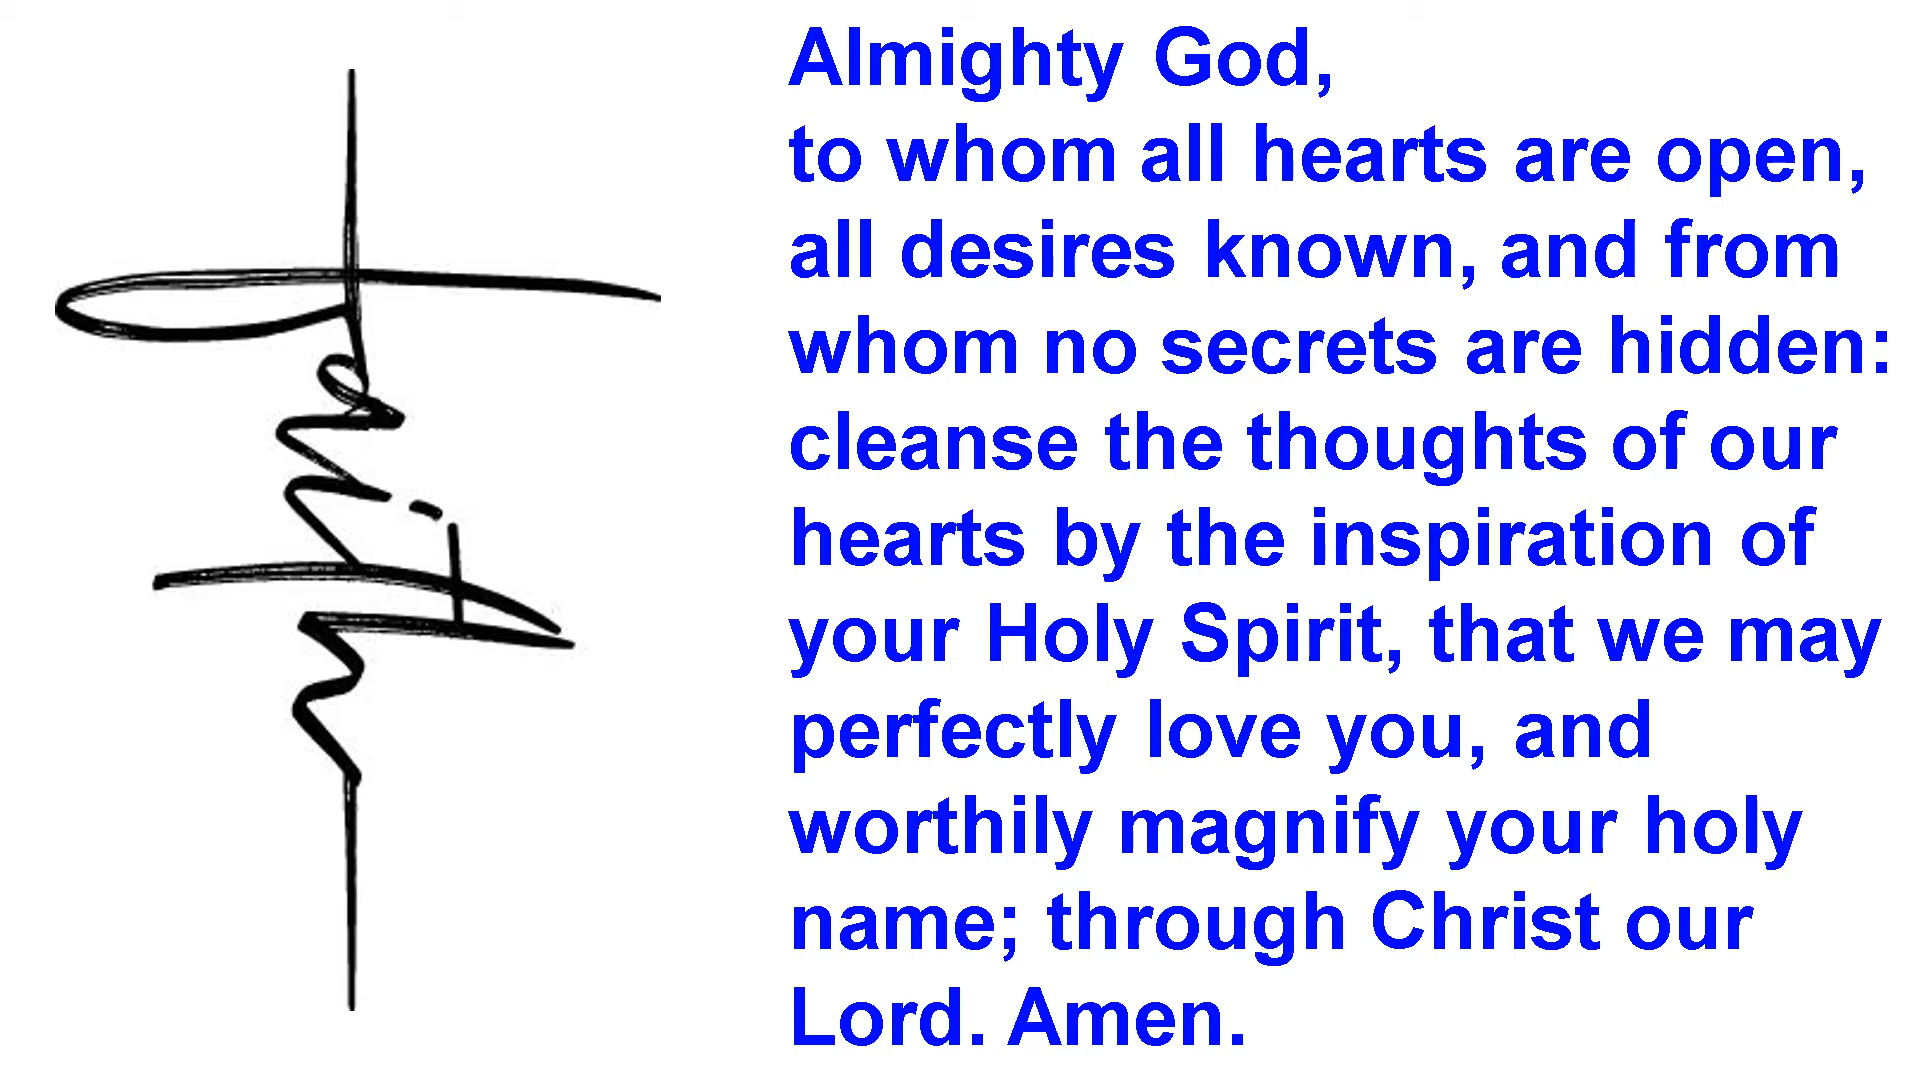 Almighty God,
to whom all hearts are open,
all desires known, and from
whom no secrets are hidden:
cleanse the thoughts of our
hearts by the inspiration of
your Holy Spirit, that we may
perfectly love you, and
worthily magnify your holy
name; through Christ our
Lord. Amen.